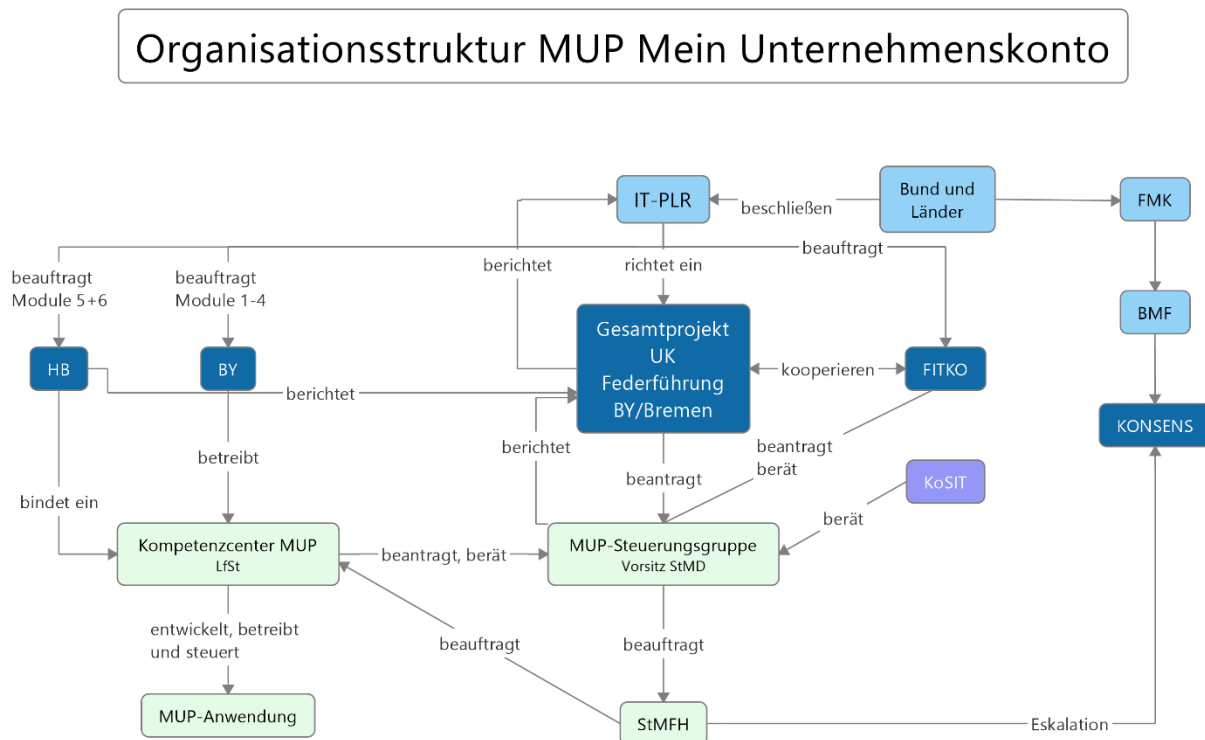 Organisationsstruktur MUP Mein Unternehmenskonto
IT-PLR
beschließen
Bund und
Länder
FMK
beauftragt
Module 5+6
beauftragt
Module 1-4
berichtet
richtet ein
beauftragt
BMF
HB
BY
berichtet
Gesamtprojekt
UK
Federführung
BY/Bremen
kooperieren
FITKO
KONSENS
betreibt
berichtet
beantragt
beantragt
berät
bindet ein
KoSIT
berät
Kompetenzcenter MUP
LfSt
beantragt, berät
MUP-Steuerungsgruppe
Vorsitz StMD
entwickelt, betreibt
und steuert
beauftragt
beauftragt
MUP-Anwendung
StMFH
Eskalation